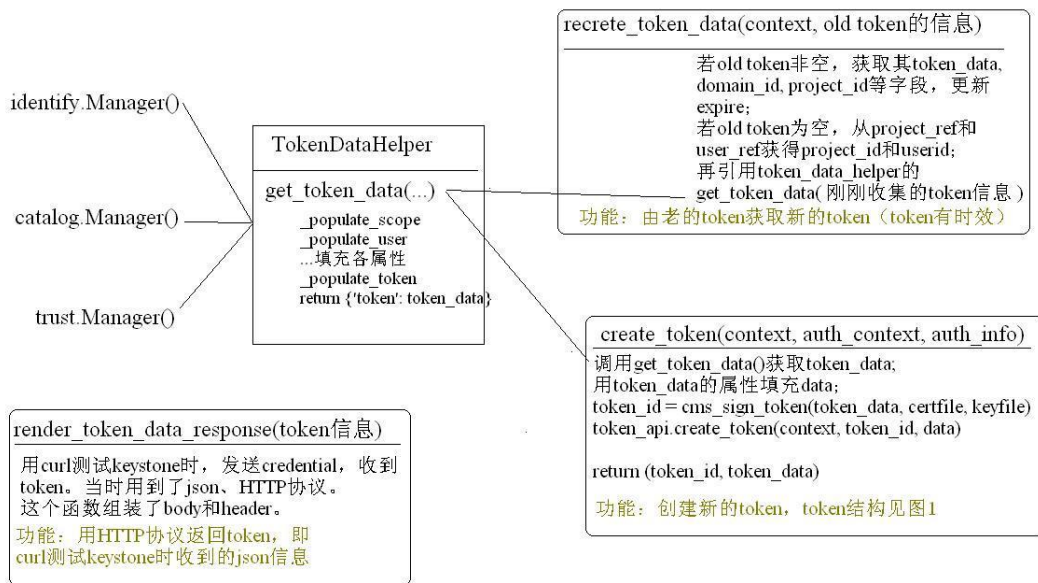 identify.Manager()
catalog.Manager()
trust.Manager()
TokenDataHelper
get_token_data(...)
_populate_scope
_populate_user
...填充各属性
_populate_token
return {'token': token_data}
recrete_token_data(context, old token的信息)
若old token非空，获取其token_data,
domain_id, project_id等字段，更新
expire；
若old token为空，从project_ref和
user_ref获得project_id和userid；
再引用token_data_helper的
get_token_data( 刚刚收集的token信息 )
功能：由老的token获取新的token（token有时效）
create_token(context, auth_context, auth_info)
调用get_token_data()获取token_data;
用token_data的属性填充data；
token_id = cms_sign_token(token_data, certfile, keyfile)
token_api.create_token(context, token_id, data)
return (token_id, token_data)
功能：创建新的token，token结构见图1
render_token_data_response(token信息)
用curl测试keystone时，发送credential，收到
token。当时用到了json、HTTP协议。
这个函数组装了body和header。
功能：用HTTP协议返回token，即
curl测试keystone时收到的json信息